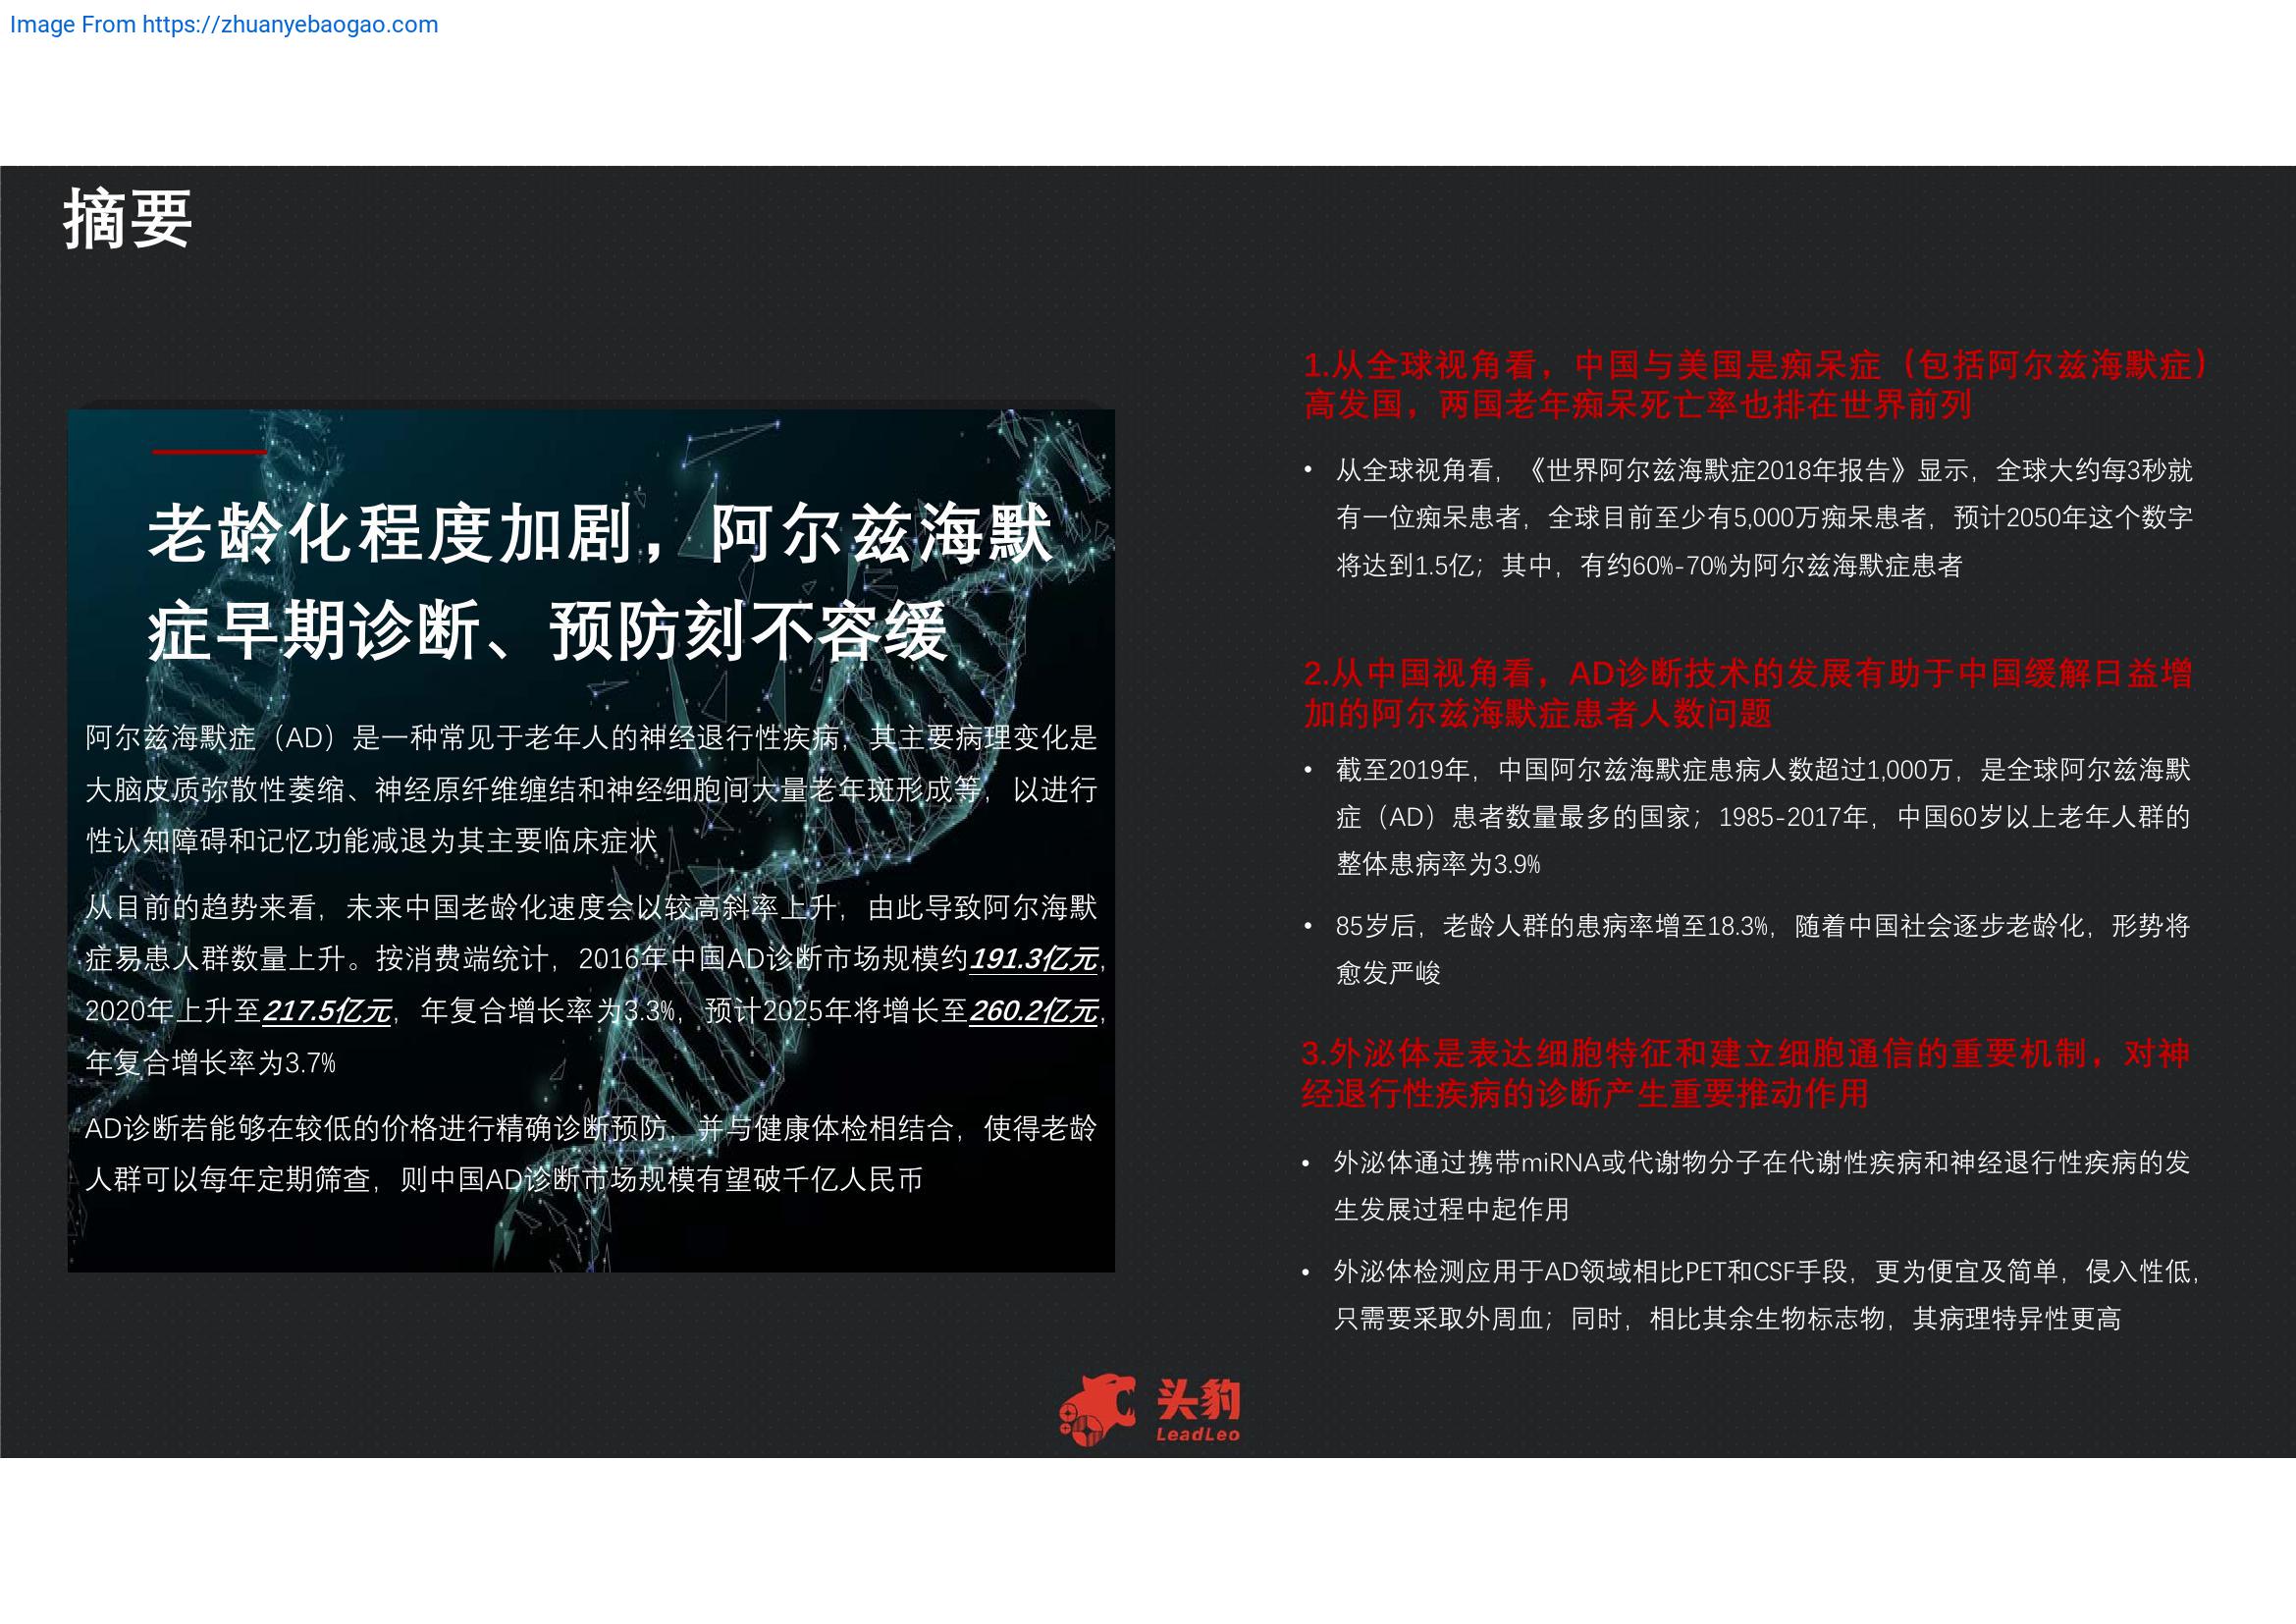 Image From https://zhuanyebaogao.com
摘要
老龄化程度加剧，阿尔兹海默
症早期诊断、预防刻不容缓
阿尔兹海默症（AD）是一种常见于老年人的神经退行性疾病，其主要病理变化是
大脑皮质弥散性萎缩、神经原纤维缠结和神经细胞间大量老年斑形成等，以进行
性认知障碍和记忆功能减退为其主要临床症状
从目前的趋势来看，未来中国老龄化速度会以较高斜率上升，由此导致阿尔海默
症易患人群数量上升。按消费端统计，2016年中国AD诊断市场规模约191.3亿元，
2020年上升至217.5亿元，年复合增长率为3.3%，预计2025年将增长至260.2亿元，
年复合增长率为3.7%
AD诊断若能够在较低的价格进行精确诊断预防，并与健康体检相结合，使得老龄
人群可以每年定期筛查，则中国AD诊断市场规模有望破千亿人民币
1.从全球视角看，中国与美国是痴呆症（包括阿尔兹海默症）
高发国，两国老年痴呆死亡率也排在世界前列
• 从全球视角看，《世界阿尔兹海默症2018年报告》显示，全球大约每3秒就
有一位痴呆患者，全球目前至少有5,000万痴呆患者，预计2050年这个数字
将达到1.5亿；其中，有约60%-70%为阿尔兹海默症患者
2.从中国视角看，AD诊断技术的发展有助于中国缓解日益增
加的阿尔兹海默症患者人数问题
• 截至2019年，中国阿尔兹海默症患病人数超过1,000万，是全球阿尔兹海默
症（AD）患者数量最多的国家；1985-2017年，中国60岁以上老年人群的
整体患病率为3.9%
• 85岁后，老龄人群的患病率增至18.3%，随着中国社会逐步老龄化，形势将
愈发严峻
3.外泌体是表达细胞特征和建立细胞通信的重要机制，对神
经退行性疾病的诊断产生重要推动作用
• 外泌体通过携带miRNA或代谢物分子在代谢性疾病和神经退行性疾病的发
生发展过程中起作用
• 外泌体检测应用于AD领域相比PET和CSF手段，更为便宜及简单，侵入性低，
只需要采取外周血；同时，相比其余生物标志物，其病理特异性更高
头豹
LeadLeo